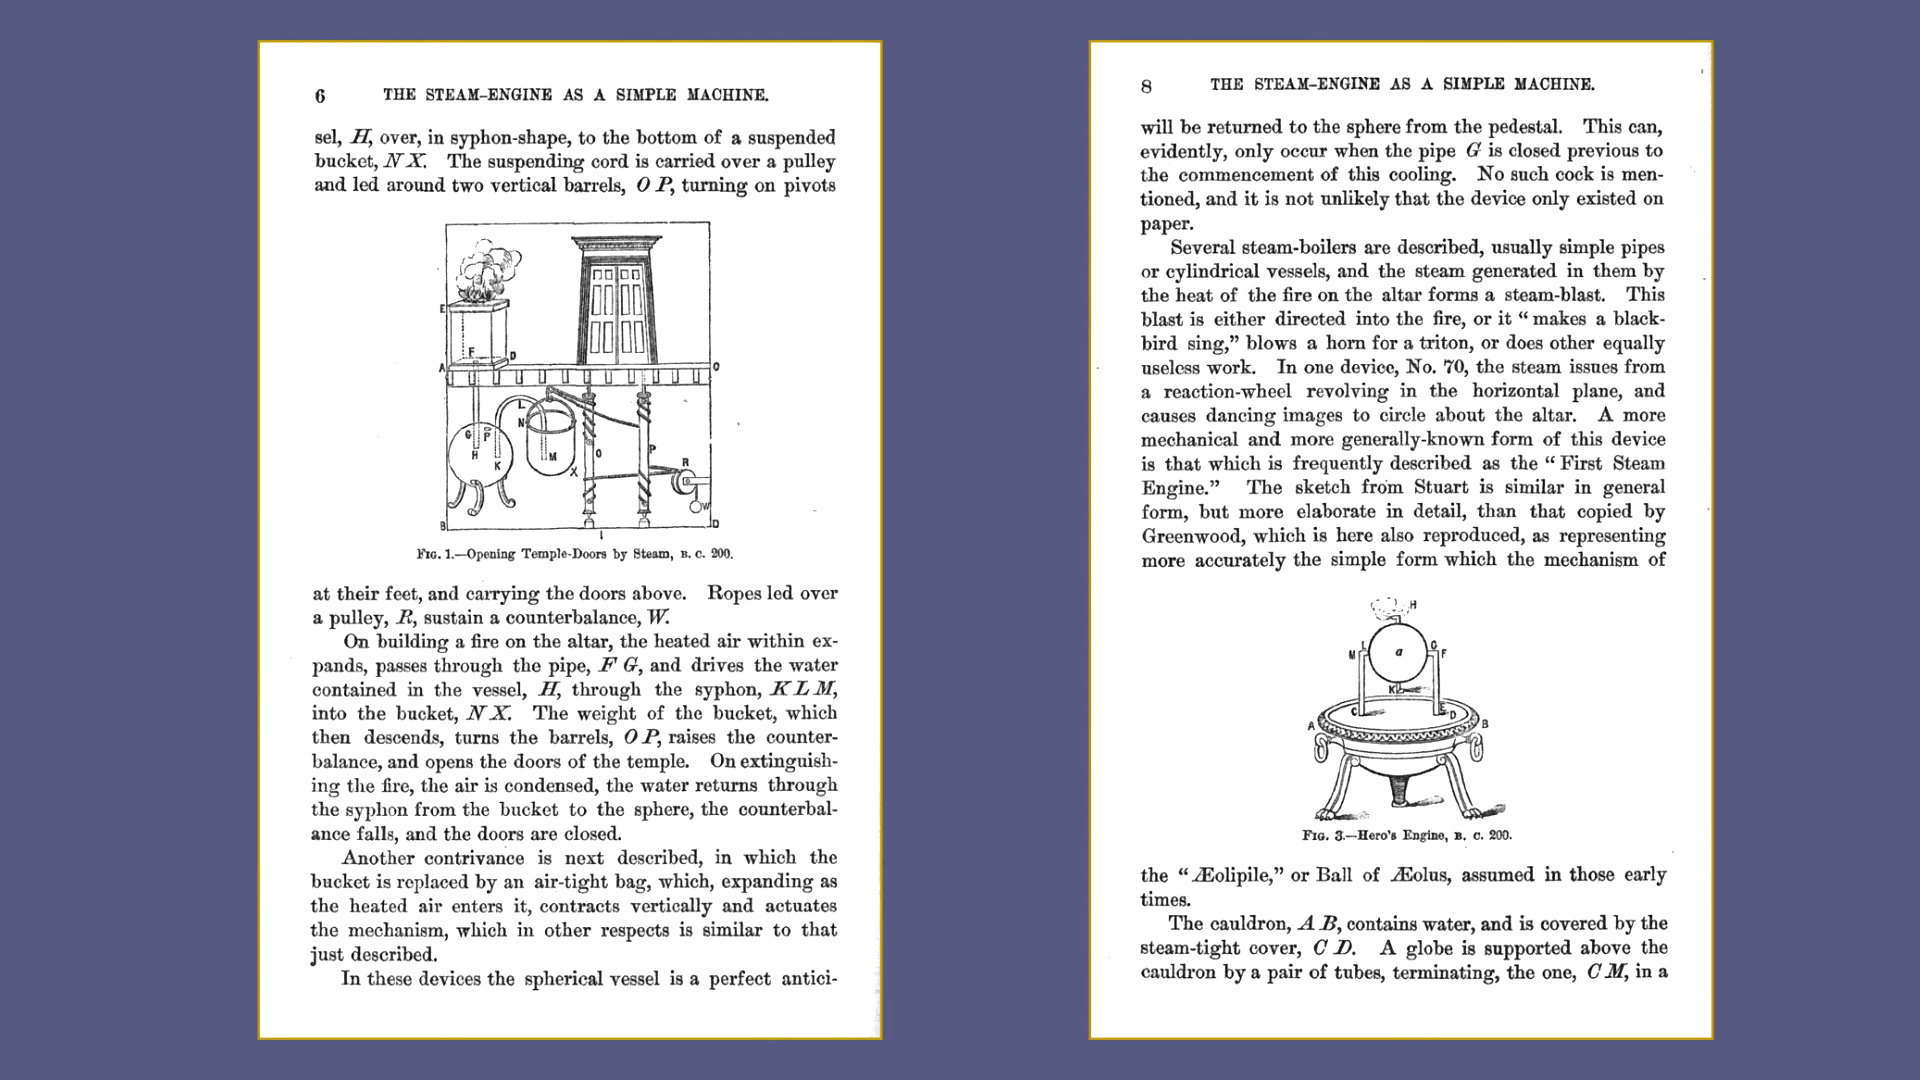 6 THE STEAM-ENGINE AS A SIMPLE MACHINE.
sel, H, over, in syphon-shape, to the bottom of a suspended
bucket, N X. The suspending cord is carried over a pulley
and led around two vertical barrels, O P, turning on pivots
E
F
D
A
O
L
N
G
P
H
K
M
X
O
P
R
W
B
D
I
FIG. 1.—Opening Temple-Doors by Steam, B. C. 200.
at their feet, and carrying the doors above. Ropes led over
a pulley, R, sustain a counterbalance, W.
On building a fire on the altar, the heated air within ex-
pands, passes through the pipe, F G, and drives the water
contained in the vessel, H, through the syphon, K L M,
into the bucket, N X. The weight of the bucket, which
then descends, turns the barrels, O P, raises the counter-
balance, and opens the doors of the temple. On extinguish-
ing the fire, the air is condensed, the water returns through
the syphon from the bucket to the sphere, the counterbal-
ance falls, and the doors are closed.
Another contrivance is next described, in which the
bucket is replaced by an air-tight bag, which, expanding as
the heated air enters it, contracts vertically and actuates
the mechanism, which in other respects is similar to that
just described.
In these devices the spherical vessel is a perfect antici-
8 THE STEAM-ENGINE AS A SIMPLE MACHINE.
will be returned to the sphere from the pedestal. This can,
evidently, only occur when the pipe G is closed previous to
the commencement of this cooling. No such cock is men-
tioned, and it is not unlikely that the device only existed on
paper.
Several steam-boilers are described, usually simple pipes
or cylindrical vessels, and the steam generated in them by
the heat of the fire on the altar forms a steam-blast. This
blast is either directed into the fire, or it “ makes a black-
bird sing,” blows a horn for a triton, or does other equally
useless work. In one device, No. 70, the steam issues from
a reaction-wheel revolving in the horizontal plane, and
causes dancing images to circle about the altar. A more
mechanical and more generally-known form of this device
is that which is frequently described as the “ First Steam
Engine.” The sketch from Stuart is similar in general
form, but more elaborate in detail, than that copied by
Greenwood, which is here also reproduced, as representing
more accurately the simple form which the mechanism of
H
L
G
M
a
F
K
C
E
D
A
B
FIG. 3.—Hero's Engine, B. C. 200.
the “Æolipile,” or Ball of Æolus, assumed in those early
times.
The cauldron, A B, contains water, and is covered by the
steam-tight cover, C D. A globe is supported above the
cauldron by a pair of tubes, terminating, the one, C M, in a